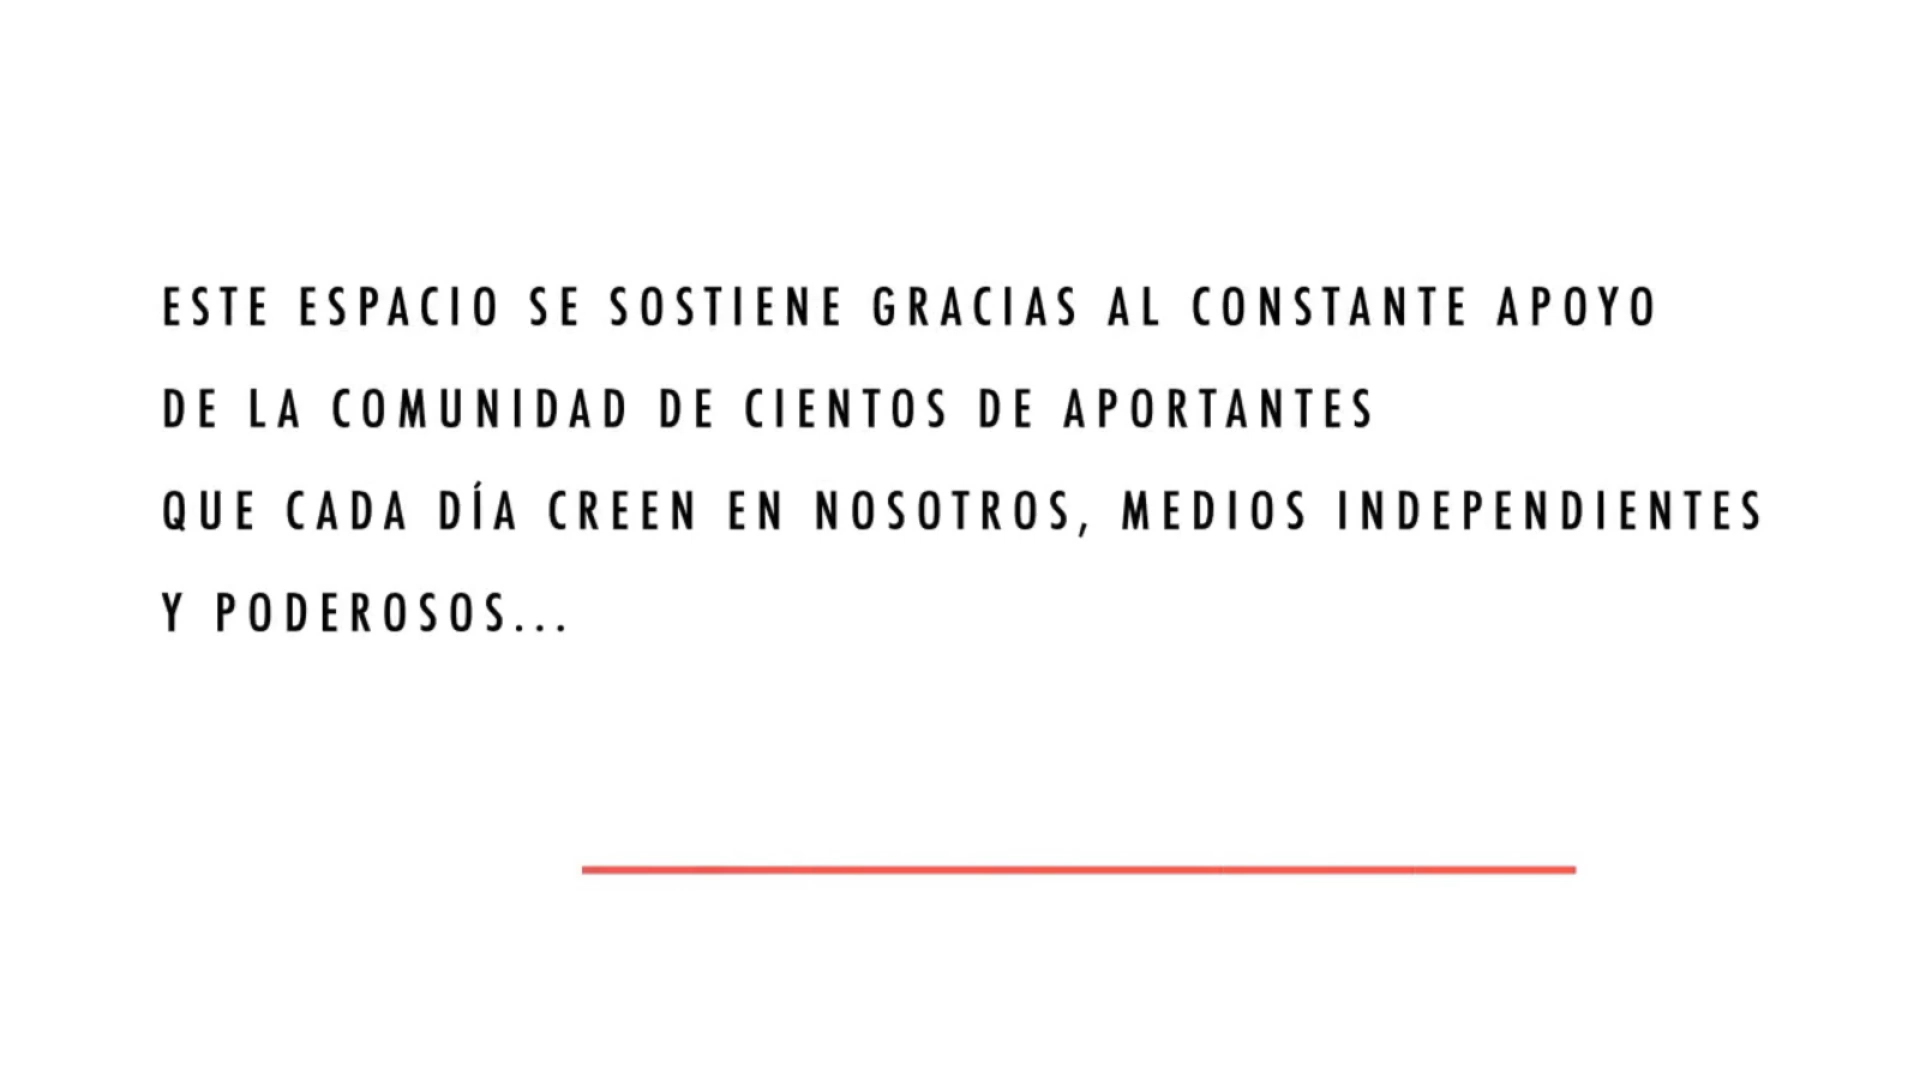 ESTE ESPACIO SE SOSTIENE GRACIAS AL CONSTANTE APOYO
DE LA COMUNIDAD DE CIENTOS DE APORTANTES
QUE CADA DÍA CREEN EN NOSOTROS, MEDIOS INDEPENDIENTES
Y PODEROSOS...